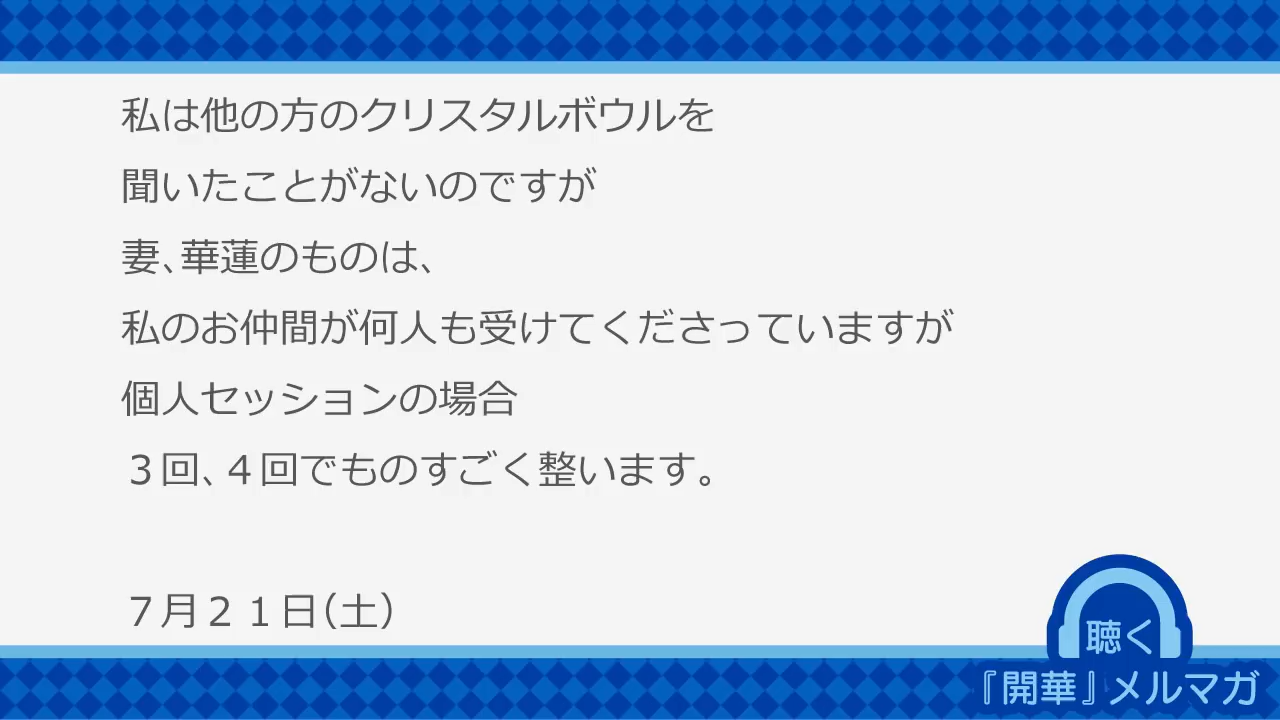 私は他の方のクリスタルボウルを
聞いたことがないのですが
妻、華蓮のものは、
私のお仲間が何人も受けてくださっていますが
個人セッションの場合
３回、４回でものすごく整います。
７月２１日(土)
聴く
『開華』メルマガ